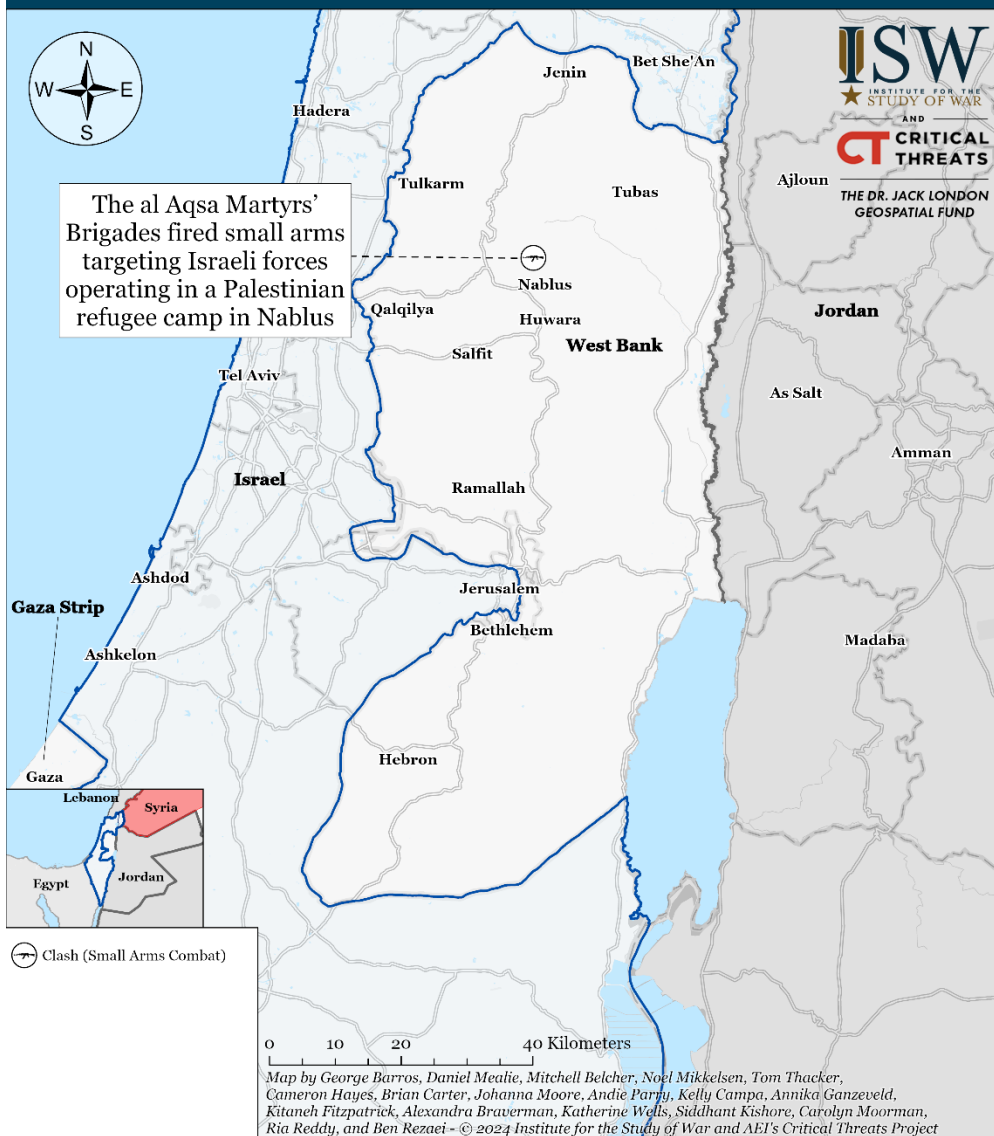 N
W
E
S
ISW
INSTITUTE FOR THE
STUDY OF WAR
AND
CT CRITICAL
THREATS
THE DR. JACK LONDON
GEOSPATIAL FUND
Jenin
Bet She'An
Hadera
Tulkarm
Tubas
Ajloun
The al Aqsa Martyrs'
Brigades fired small arms
targeting Israeli forces
operating in a Palestinian
refugee camp in Nablus
Nablus
Qalqilya
Huwara
Jordan
Salfit
West Bank
Tel Aviv
As Salt
Amman
Israel
Ramallah
Ashdod
Jerusalem
Gaza Strip
Bethlehem
Madaba
Ashkelon
Hebron
Gaza
Lebanon
Syria
Egypt
Jordan
Clash (Small Arms Combat)
0 10 20 40 Kilometers
Map by George Barros, Daniel Mealie, Mitchell Belcher, Noel Mikkelsen, Tom Thacker,
Cameron Hayes, Brian Carter, Johanna Moore, Andie Parry, Kelly Campa, Annika Ganzeveld,
Kitaneh Fitzpatrick, Alexandra Braverman, Katherine Wells, Siddhant Kishore, Carolyn Moorman,
Ria Reddy, and Ben Rezaei - © 2024 Institute for the Study of War and AEI's Critical Threats Project